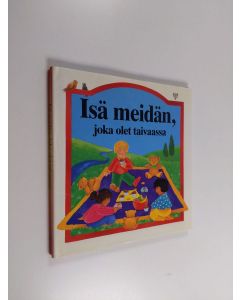 Isä meidän,
joka olet taivaassa